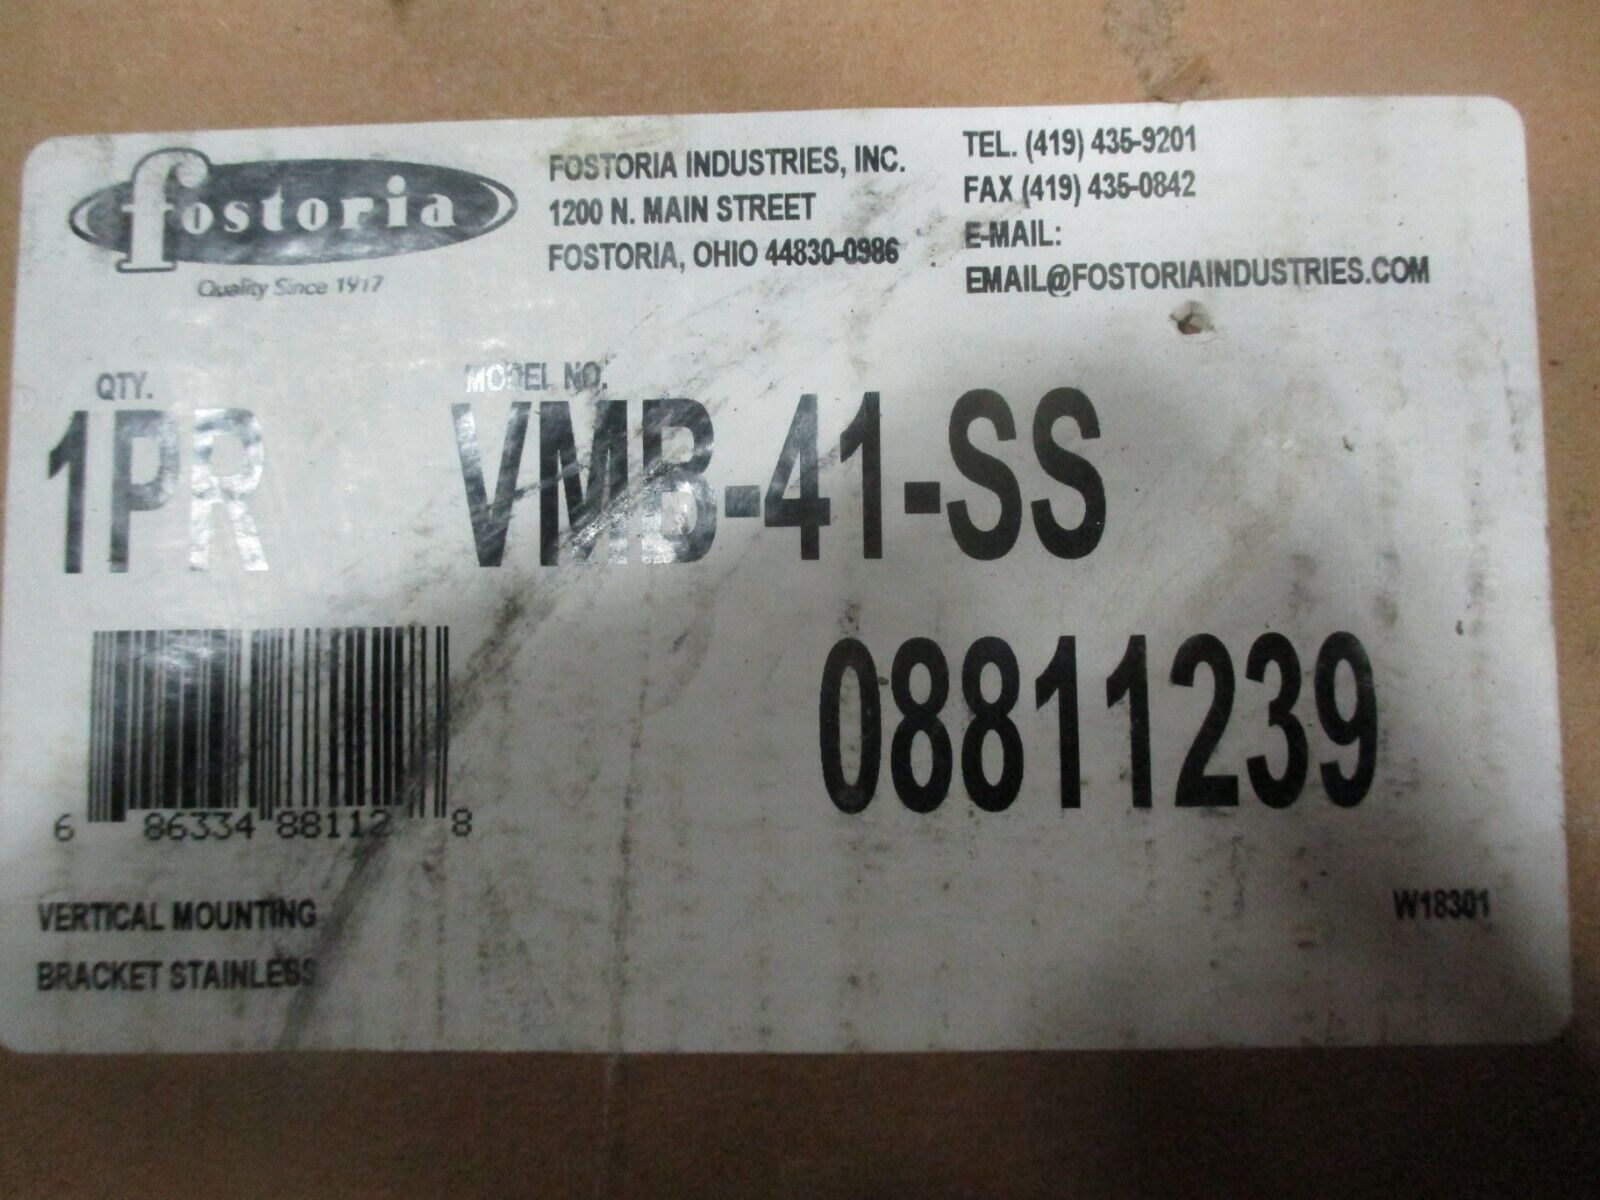 fostoria
Quality Since 1917
FOSTORIA INDUSTRIES, INC.
1200 N. MAIN STREET
FOSTORIA, OHIO 44830-0986
TEL. (419) 435-9201
FAX (419) 435-0842
E-MAIL:
EMAIL@FOSTORIAINDUSTRIES.COM
QTY.
1PR
MODEL NO.
VMB-41-SS
08811239
6 86334 88112 8
VERTICAL MOUNTING
BRACKET STAINLESS
W18301